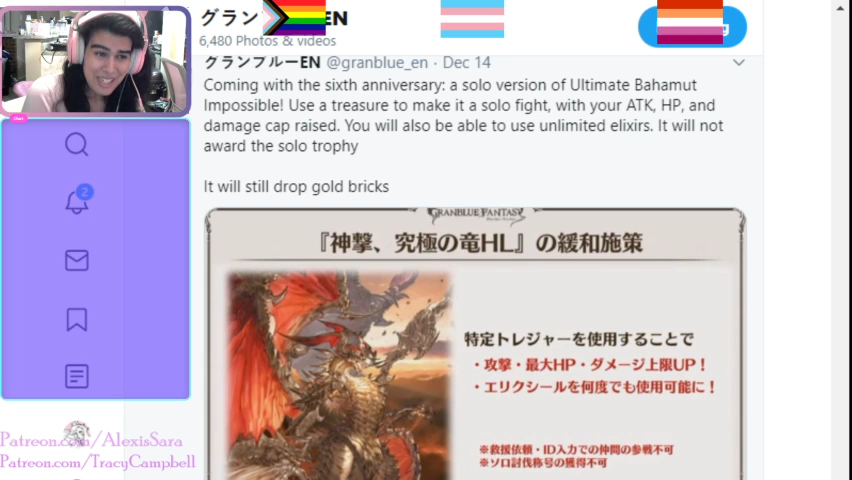 グランブルーEN
6,480 Photos & videos
グランブルーEN @granblue_en · Dec 14
Coming with the sixth anniversary: a solo version of Ultimate Bahamut
Impossible! Use a treasure to make it a solo fight, with your ATK, HP, and
damage cap raised. You will also be able to use unlimited elixirs. It will not
award the solo trophy
It will still drop gold bricks
GRANBLUE FANTASY
『神撃、究極の竜HL』の緩和施策
特定トレジャーを使用することで
・攻撃・最大HP・ダメージ上限UP！
・エリクシールを何度でも使用可能に！
※救援依頼・ID入力での仲間の参戦不可
※ソロ討伐称号の獲得不可
2
Patreon.com/AlexisSara
Patreon.com/TracyCampbell